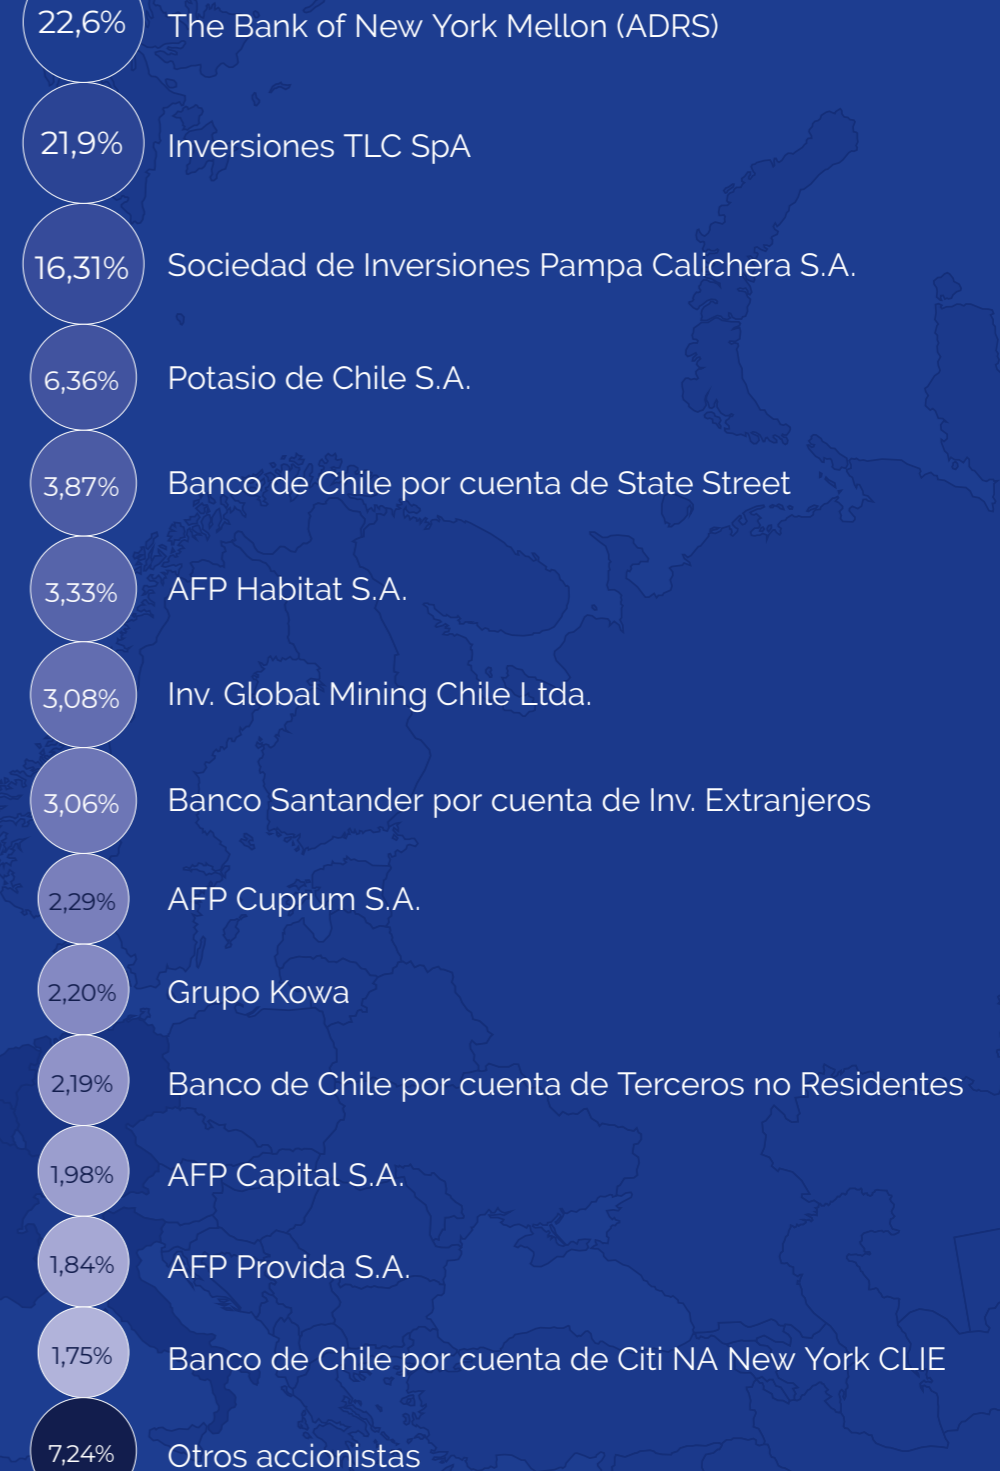 22,6% The Bank of New York Mellon (ADRS)
21,9% Inversiones TLC SpA
16,31% Sociedad de Inversiones Pampa Calichera S.A.
6,36% Potasio de Chile S.A.
3,87% Banco de Chile por cuenta de State Street
3,33% AFP Habitat S.A.
3,08% Inv. Global Mining Chile Ltda.
3,06% Banco Santander por cuenta de Inv. Extranjeros
2,29% AFP Cuprum S.A.
2,20% Grupo Kowa
2,19% Banco de Chile por cuenta de Terceros no Residentes
1,98% AFP Capital S.A.
1,84% AFP Provida S.A.
1,75% Banco de Chile por cuenta de Citi NA New York CLIE
7,24% Otros accionistas